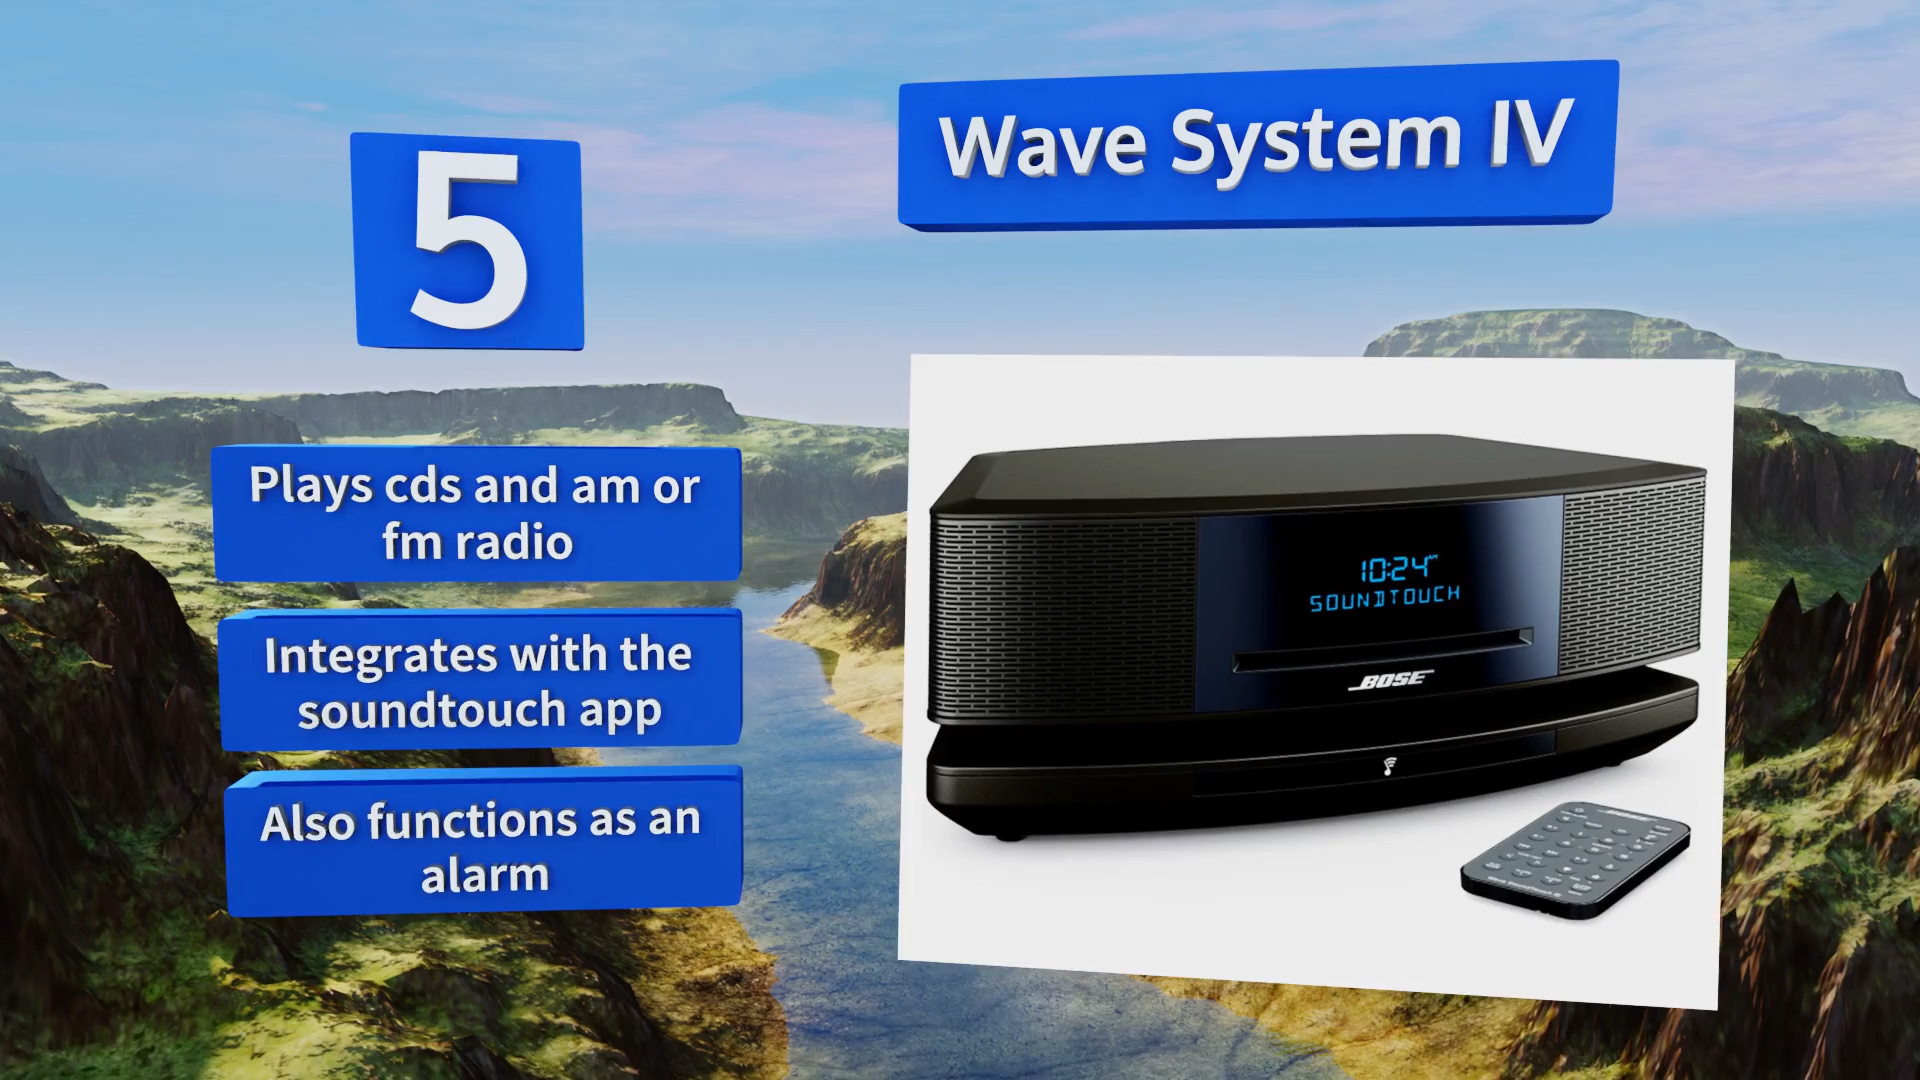 5
Wave System IV
Plays cds and am or
fm radio
Integrates with the
soundtouch app
Also functions as an
alarm
10:24 AM
SOUNDTOUCH
BOSE